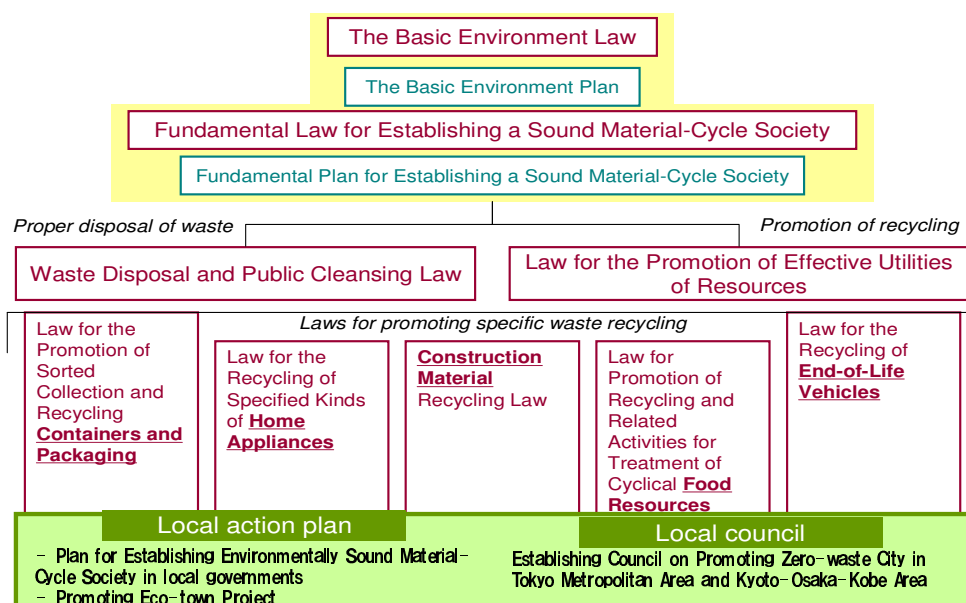 The Basic Environment Law
The Basic Environment Plan
Fundamental Law for Establishing a Sound Material-Cycle Society
Fundamental Plan for Establishing a Sound Material-Cycle Society
Proper disposal of waste
Promotion of recycling
Waste Disposal and Public Cleansing Law
Law for the Promotion of Effective Utilities
of Resources
Laws for promoting specific waste recycling
Law for the
Promotion of
Sorted
Collection and
Recycling
Containers and
Packaging
Law for the
Recycling of
Specified Kinds
of Home
Appliances
Construction
Material
Recycling Law
Law for
Promotion of
Recycling and
Related
Activities for
Treatment of
Cyclical Food
Resources
Law for the
Recycling of
End-of-Life
Vehicles
Local action plan
- Plan for Establishing Environmentally Sound Material-
Cycle Society in local governments
- Promoting Eco-town Project
Local council
Establishing Council on Promoting Zero-waste City in
Tokyo Metropolitan Area and Kyoto-Osaka-Kobe Area